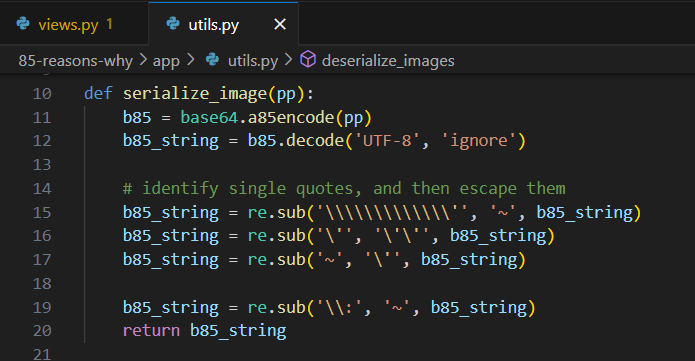 views.py 1
utils.py
85-reasons-why > app > utils.py > deserialize_images
10 def serialize_image(pp):
11 b85 = base64.a85encode(pp)
12 b85_string = b85.decode('UTF-8', 'ignore')
13
14 # identify single quotes, and then escape them
15 b85_string = re.sub('\\\\\\\\\\\\\'', '~', b85_string)
16 b85_string = re.sub('\'', '\'\'', b85_string)
17 b85_string = re.sub('~', '\'', b85_string)
18
19 b85_string = re.sub('\\:', '~', b85_string)
20 return b85_string
21